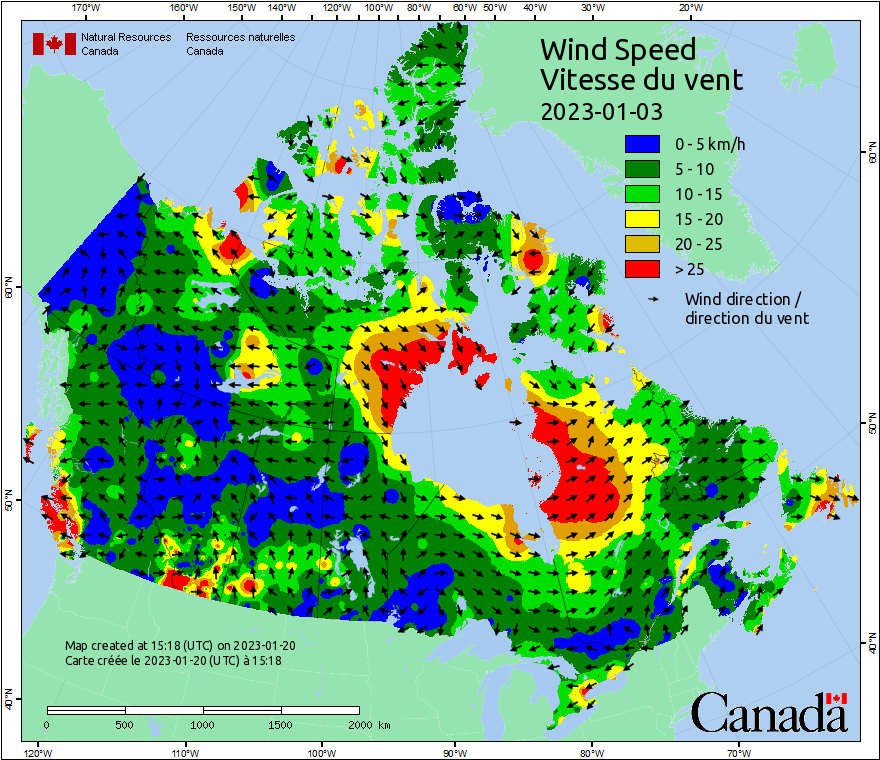 170°W 160°W 150°W 140°W 130°W 120°W 110°W 100°W 90°W 80°W 70°W 60°W 50°W 40°W 30°W 20°W
Natural Resources Canada
Ressources naturelles Canada
Wind Speed
Vitesse du vent
2023-01-03
0 - 5 km/h
5 - 10
10 - 15
15 - 20
20 - 25
> 25
Wind direction /
direction du vent
60°N
50°N
40°N
60°N
50°N
40°N
Map created at 15:18 (UTC) on 2023-01-20
Carte créée le 2023-01-20 (UTC) à 15:18
0 500 1000 1500 2000 km
Canada
120°W 110°W 100°W 90°W 80°W 70°W